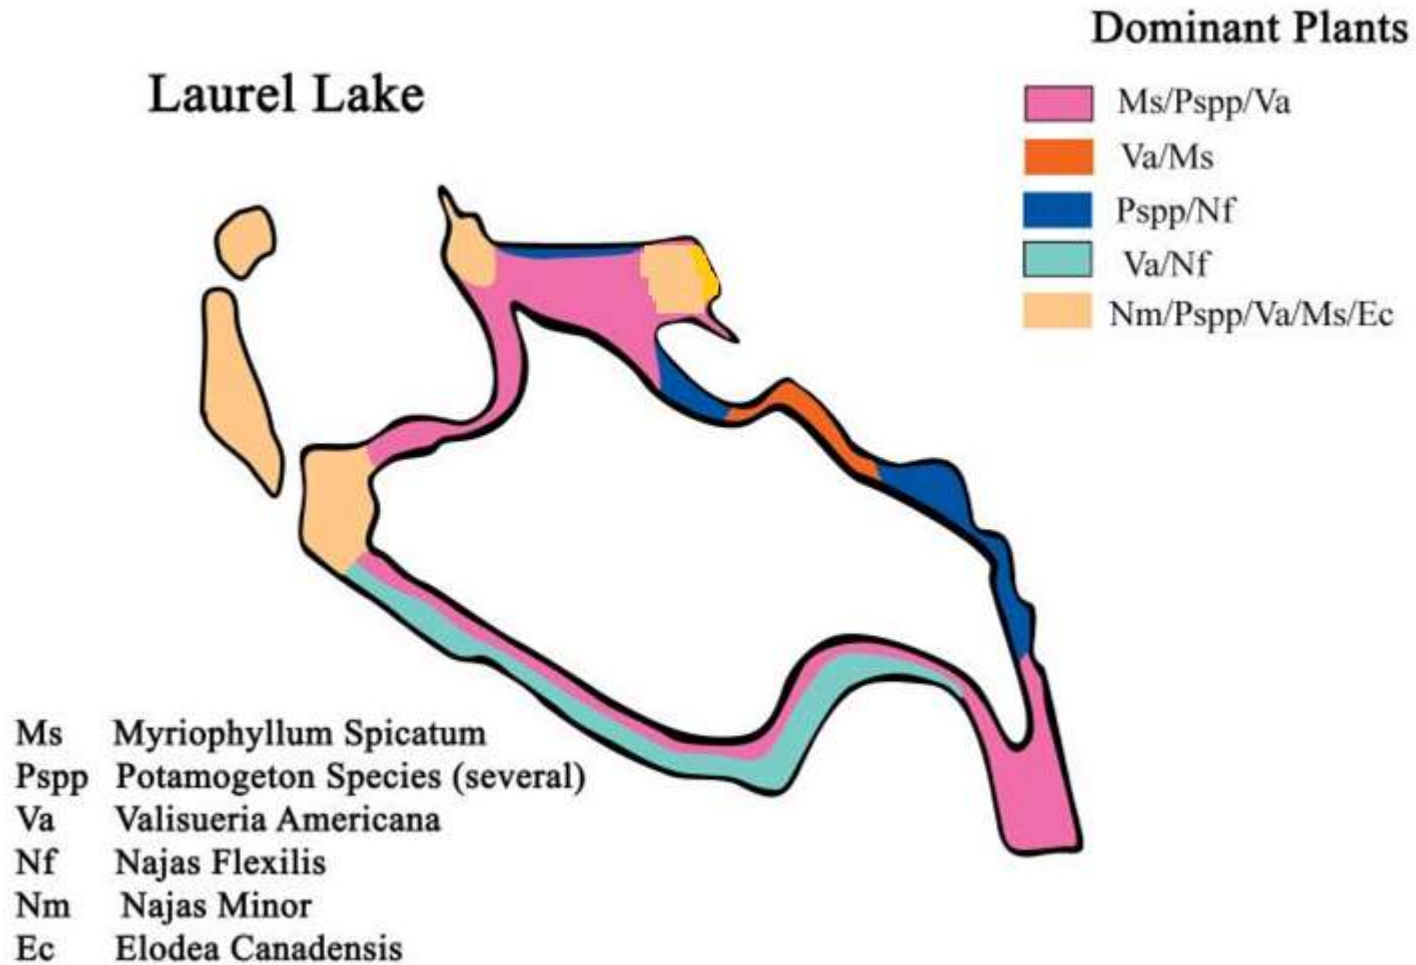 Dominant Plants
Laurel Lake
Ms/Pspp/Va
Va/Ms
Pspp/Nf
Va/Nf
Nm/Pspp/Va/Ms/Ec
Ms Myriophyllum Spicatum
Pspp Potamogeton Species (several)
Va Valisueria Americana
Nf Najas Flexilis
Nm Najas Minor
Ec Elodea Canadensis